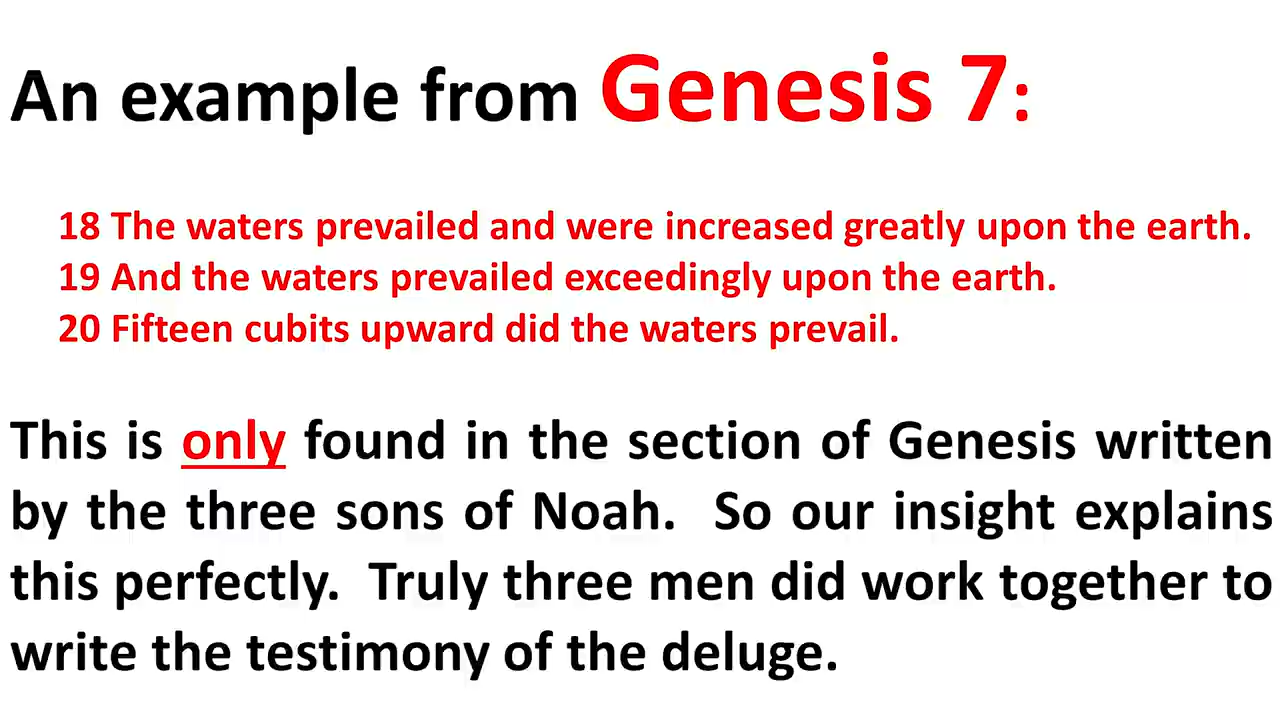 An example from Genesis 7:
18 The waters prevailed and were increased greatly upon the earth.
19 And the waters prevailed exceedingly upon the earth.
20 Fifteen cubits upward did the waters prevail.
This is only found in the section of Genesis written
by the three sons of Noah. So our insight explains
this perfectly. Truly three men did work together to
write the testimony of the deluge.